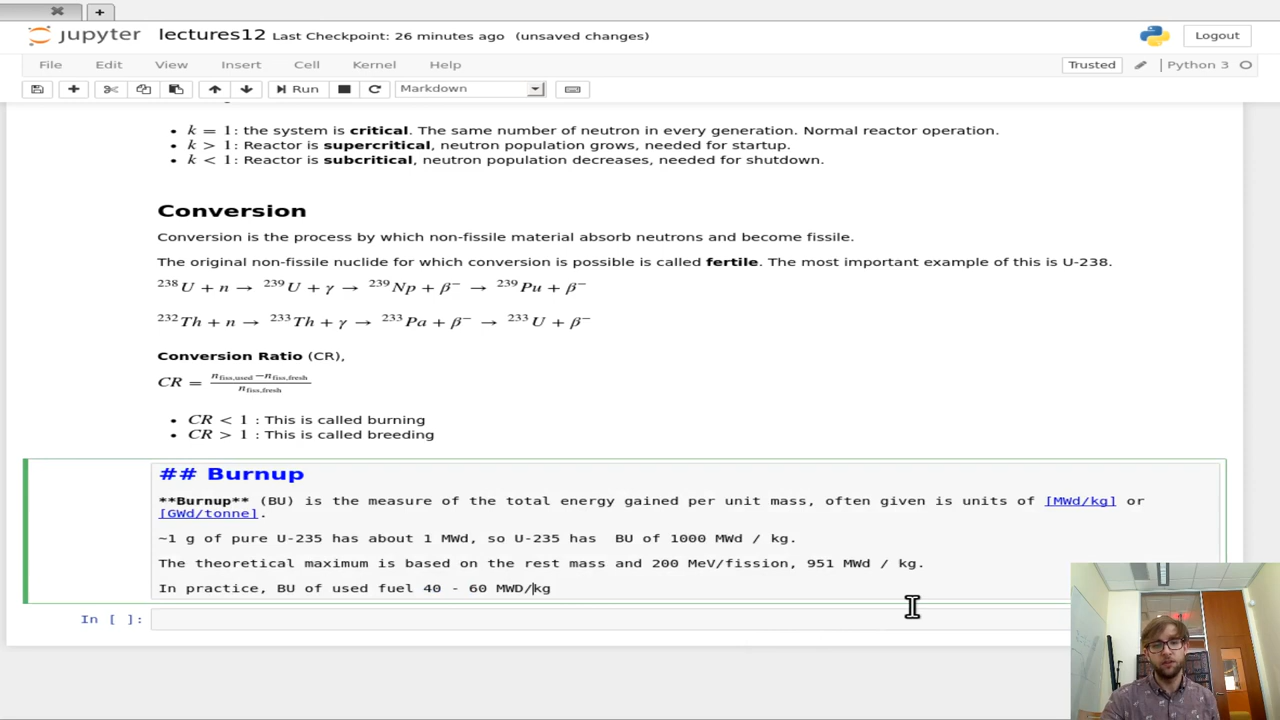 jupyter lectures12 Last Checkpoint: 26 minutes ago (unsaved changes) Logout
File Edit View Insert Cell Kernel Help Trusted Python 3
Run Markdown
k = 1: the system is critical. The same number of neutron in every generation. Normal reactor operation.
k > 1: Reactor is supercritical, neutron population grows, needed for startup.
k < 1: Reactor is subcritical, neutron population decreases, needed for shutdown.
Conversion
Conversion is the process by which non-fissile material absorb neutrons and become fissile.
The original non-fissile nuclide for which conversion is possible is called fertile. The most important example of this is U-238.
²³⁸U + n → ²³⁹U + γ → ²³⁹Np + β⁻ → ²³⁹Pu + β⁻
²³²Th + n → ²³³Th + γ → ²³³Pa + β⁻ → ²³³U + β⁻
Conversion Ratio (CR),
CR = n_fiss,used − n_fiss,fresh / n_fiss,fresh
CR < 1 : This is called burning
CR > 1 : This is called breeding
## Burnup
**Burnup** (BU) is the measure of the total energy gained per unit mass, often given is units of [MWd/kg] or
[GWd/tonne].
~1 g of pure U-235 has about 1 MWd, so U-235 has  BU of 1000 MWd / kg.
The theoretical maximum is based on the rest mass and 200 MeV/fission, 951 MWd / kg.
In practice, BU of used fuel 40 - 60 MWD/kg
In [ ]: